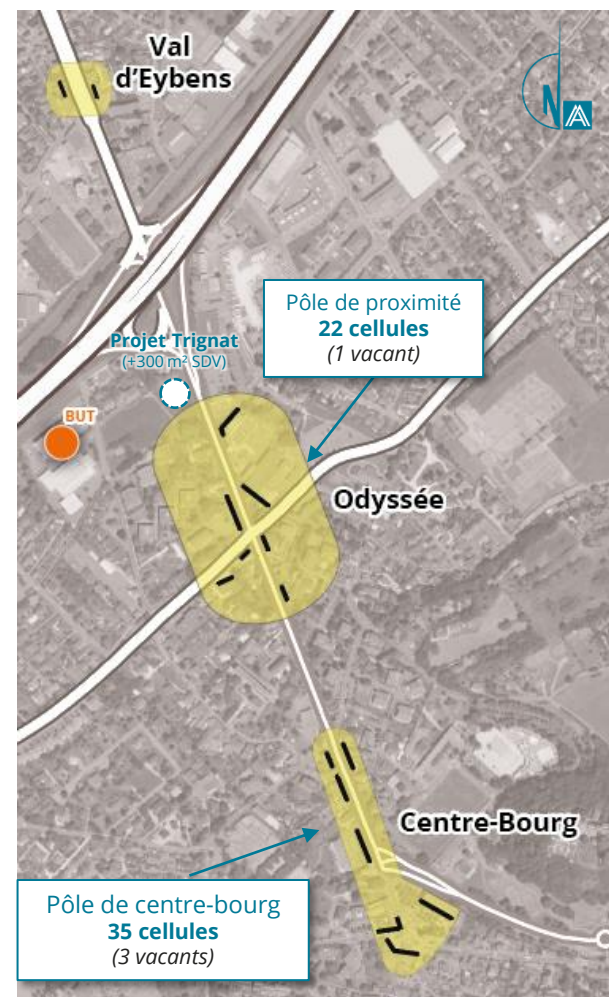 Val
d'Eybens
N
Pôle de proximité
22 cellules
(1 vacant)
Projet Trignat
(+300 m² SDV)
BUT
Odyssée
Centre-Bourg
Pôle de centre-bourg
35 cellules
(3 vacants)